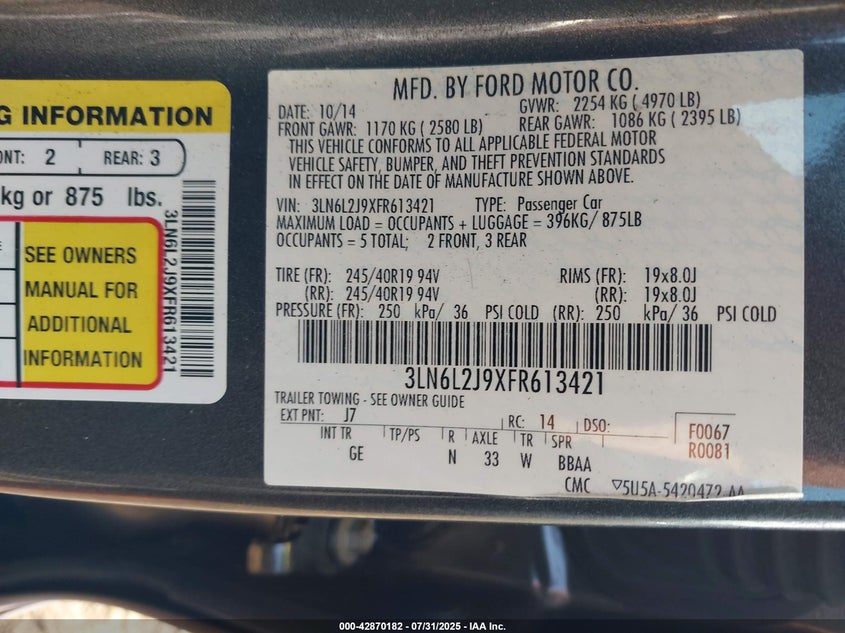 G INFORMATION
NT: 2 REAR: 3
kg or 875 lbs.
SEE OWNERS
MANUAL FOR
ADDITIONAL
INFORMATION
3LN6L2J9XFR613421
MFD. BY FORD MOTOR CO.
DATE: 10/14 GVWR: 2254 KG ( 4970 LB)
FRONT GAWR: 1170 KG ( 2580 LB) REAR GAWR: 1086 KG ( 2395 LB)
THIS VEHICLE CONFORMS TO ALL APPLICABLE FEDERAL MOTOR
VEHICLE SAFETY, BUMPER, AND THEFT PREVENTION STANDARDS
IN EFFECT ON THE DATE OF MANUFACTURE SHOWN ABOVE.
VIN: 3LN6L2J9XFR613421 TYPE: Passenger Car
MAXIMUM LOAD = OCCUPANTS + LUGGAGE = 396KG/ 875LB
OCCUPANTS = 5 TOTAL; 2 FRONT, 3 REAR
TIRE (FR): 245/40R19 94V RIMS (FR): 19x8.0J
(RR): 245/40R19 94V (RR): 19x8.0J
PRESSURE (FR): 250 kPa/ 36 PSI COLD (RR): 250 kPa/ 36 PSI COLD
3LN6L2J9XFR613421
TRAILER TOWING - SEE OWNER GUIDE
EXT PNT: J7 RC: 14 DSO: F0067
INT TR TP/PS R AXLE TR SPR R0081
GE N 33 W BBAA
CMC ▽5U5A-5420472-AA
000-42870182 - 07/31/2025 - IAA Inc.